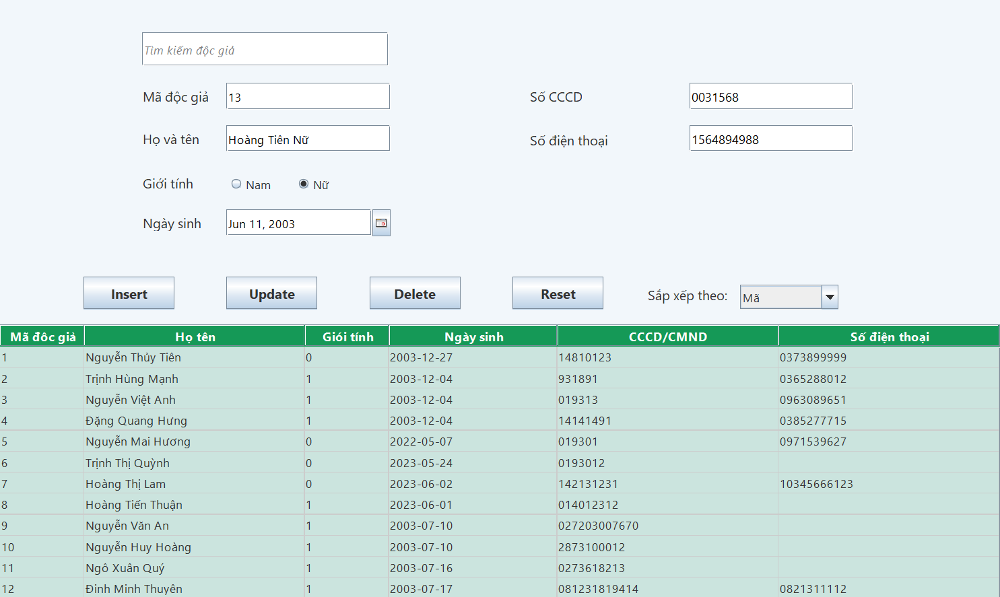 Tìm kiếm độc giả
Mã độc giả 13 Số CCCD 0031568
Họ và tên Hoàng Tiên Nữ Số điện thoại 1564894988
Giới tính Nam Nữ
Ngày sinh Jun 11, 2003
Insert Update Delete Reset Sắp xếp theo: Mã
Mã đôc giả Họ tên Giói tính Ngày sinh CCCD/CMND Số điện thoại
1 Nguyễn Thủy Tiên 0 2003-12-27 14810123 0373899999
2 Trịnh Hùng Mạnh 1 2003-12-04 931891 0365288012
3 Nguyễn Việt Anh 1 2003-12-04 019313 0963089651
4 Đặng Quang Hưng 1 2003-12-04 14141491 0385277715
5 Nguyễn Mai Hương 0 2022-05-07 019301 0971539627
6 Trịnh Thị Quỳnh 0 2023-05-24 0193012
7 Hoàng Thị Lam 0 2023-06-02 142131231 10345666123
8 Hoàng Tiến Thuận 1 2023-06-01 014012312
9 Nguyễn Văn An 1 2003-07-10 027203007670
10 Nguyễn Huy Hoàng 1 2003-07-10 2873100012
11 Ngô Xuân Quý 1 2003-07-16 0273618213
12 Đinh Minh Thuyên 1 2003-07-17 081231819414 0821311112